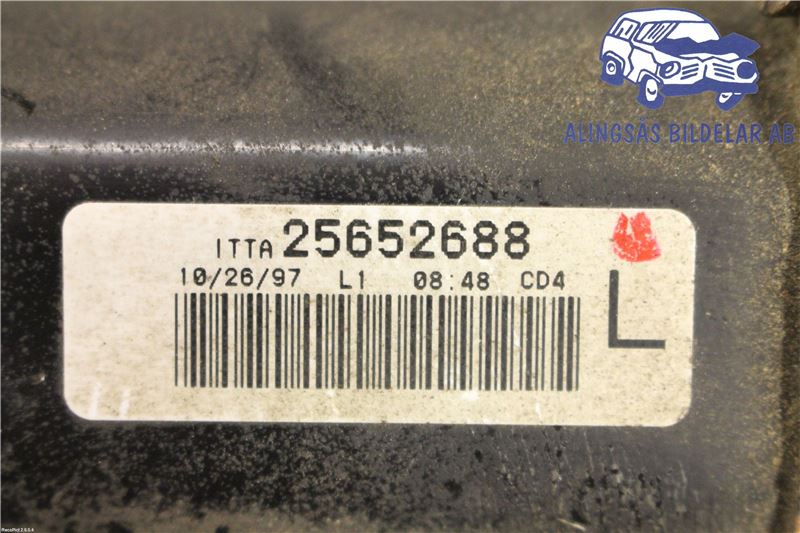 ALINGSÅS BILDELAR AB
ITTA 25652688
10/26/97 L1 08:48 CD4
L